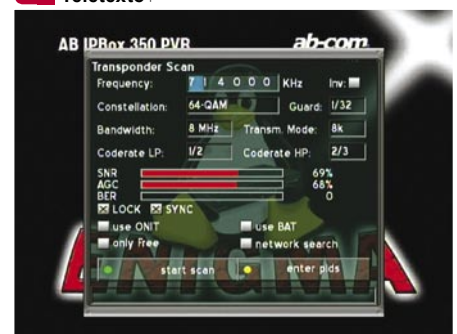 Teletexto
AB IPBox 350 PVR
ab-com
Transponder Scan
Frequency: 714000 KHz Inv:
Constellation: 64-QAM Guard: 1/32
Bandwidth: 8 MHz Transm. Mode: 8k
Coderate LP: 1/2 Coderate HP: 2/3
SNR 69%
AGC 68%
BER 0
LOCK SYNC
use ONIT use BAT
only Free network search
start scan enter pids
ENIGMA